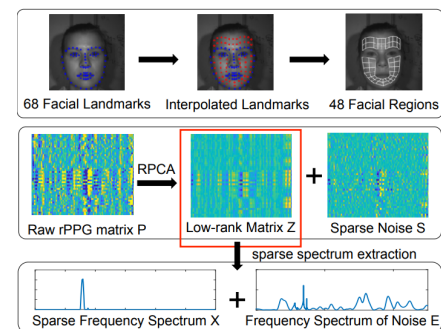 68 Facial Landmarks
Interpolated Landmarks
48 Facial Regions
RPCA
Raw rPPG matrix P
Low-rank Matrix Z
Sparse Noise S
sparse spectrum extraction
Sparse Frequency Spectrum X
Frequency Spectrum of Noise E